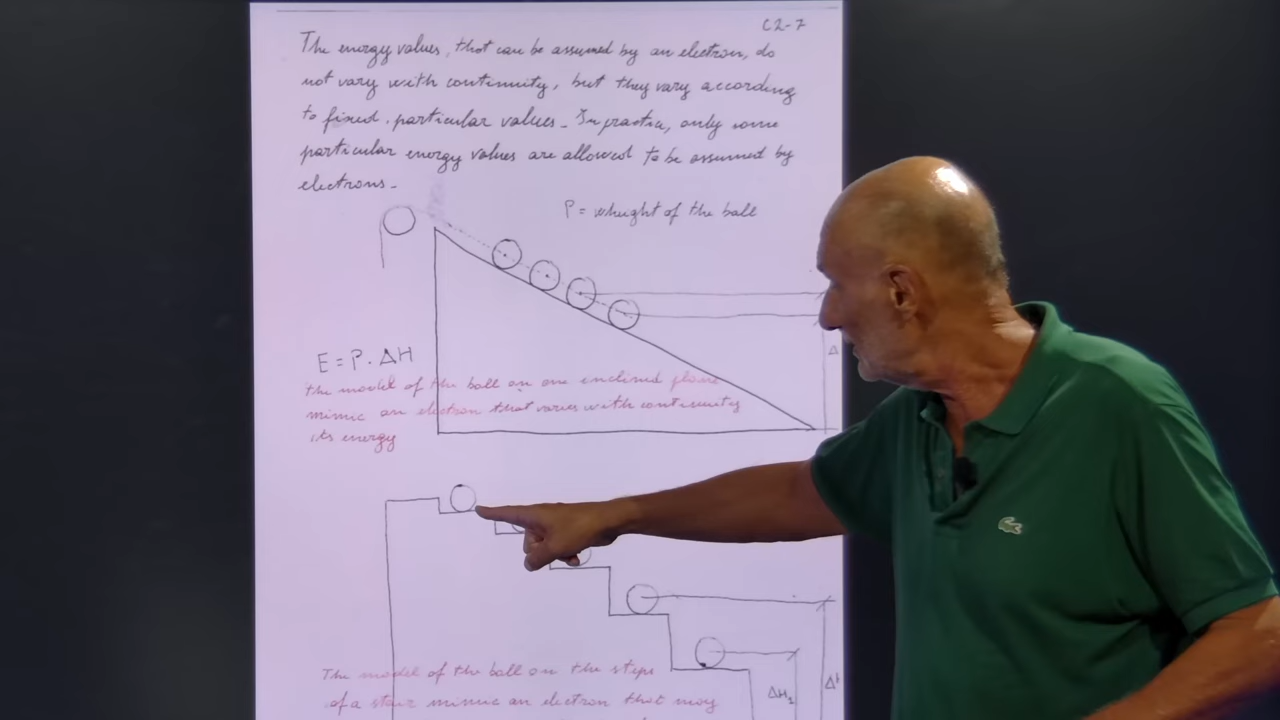 C2-7
The energy values, that can be assumed by an electron, do
not vary with continuity, but they vary according
to fixed, particular values. In practice, only some
particular energy values are allowed to be assumed by
electrons.
P = wheight of the ball
E = P. ΔH
the model of the ball on one inclined plane
mimic an electron that varies with continuity
its energy
The model of the ball on the steps
of a stair mimic an electron that may
ΔH₂